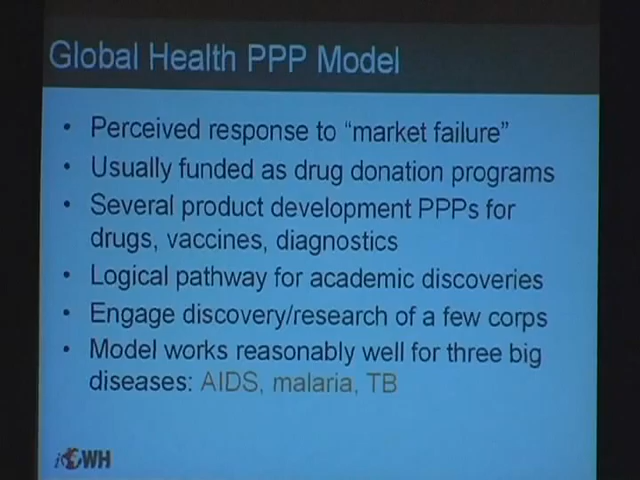 Global Health PPP Model
• Perceived response to “market failure”
• Usually funded as drug donation programs
• Several product development PPPs for
drugs, vaccines, diagnostics
• Logical pathway for academic discoveries
• Engage discovery/research of a few corps
• Model works reasonably well for three big
diseases: AIDS, malaria, TB
iOWH